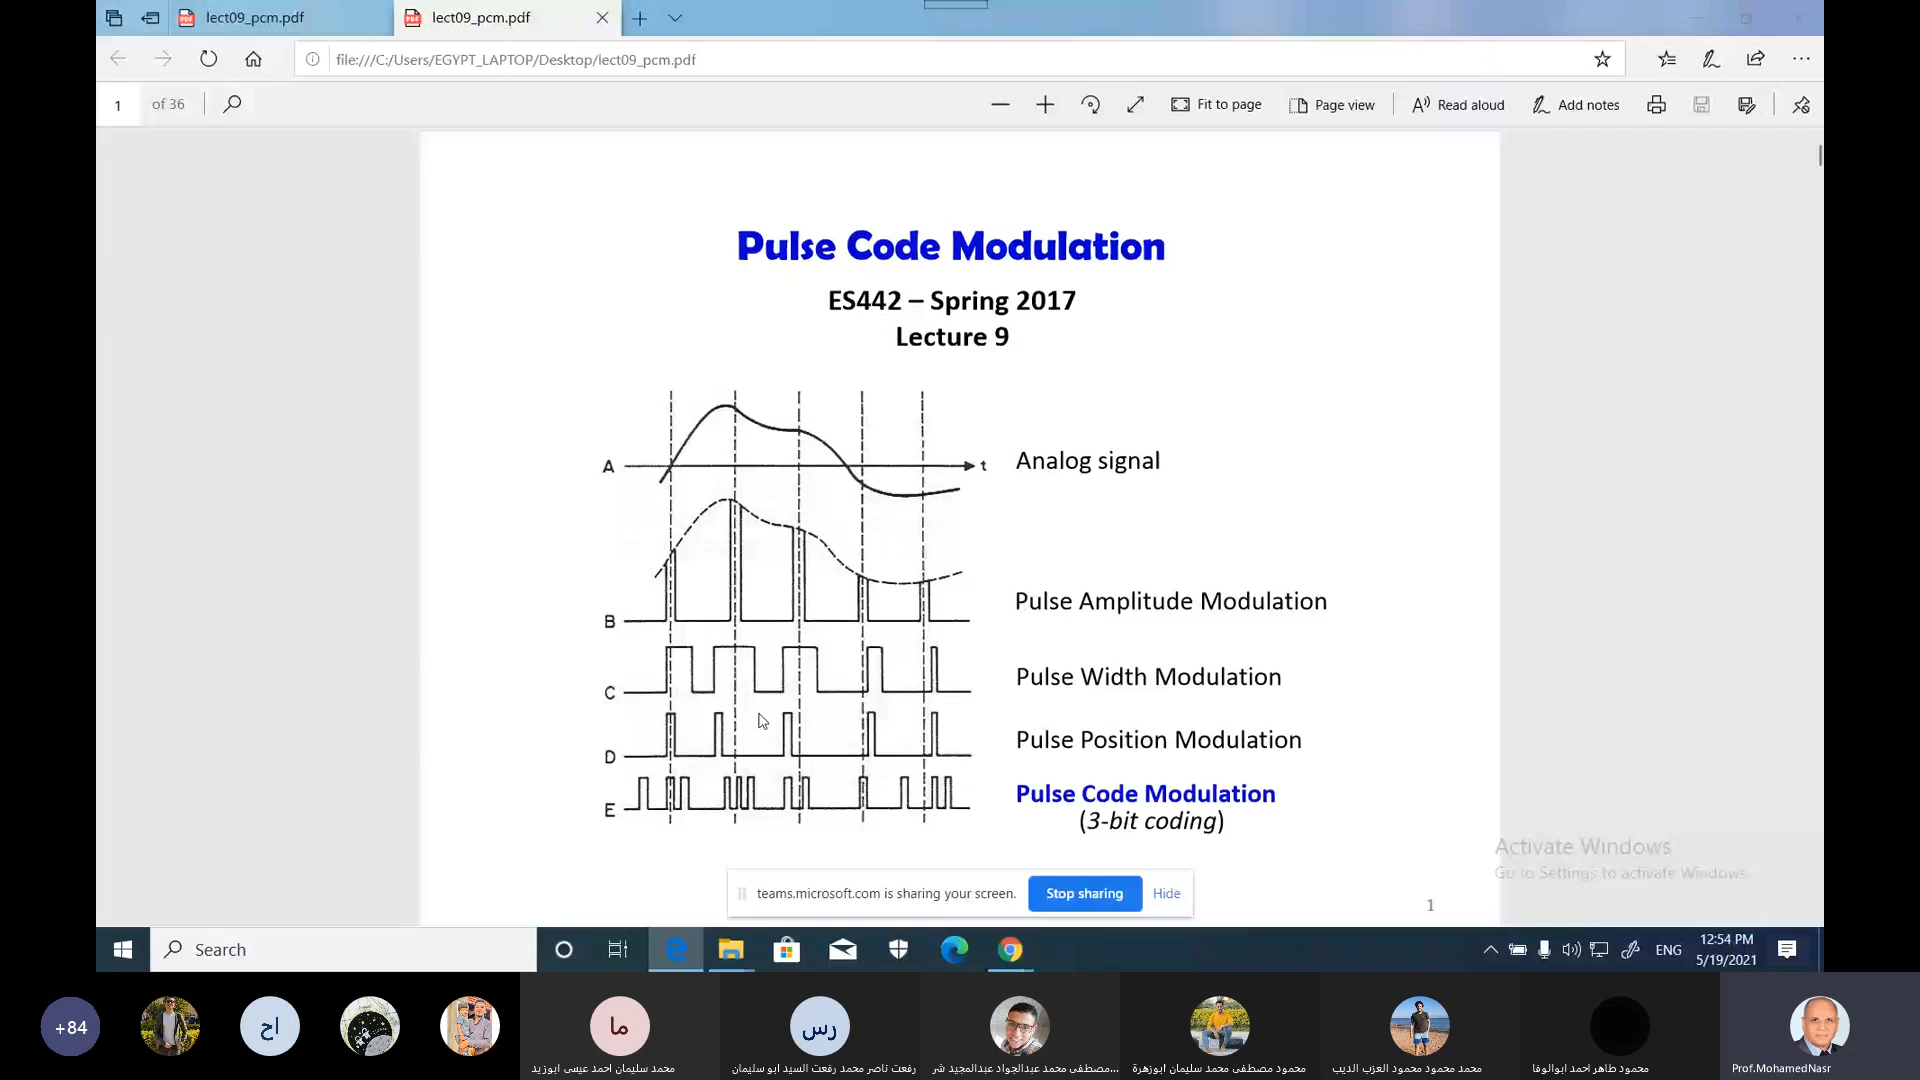 lect09_pcm.pdf
lect09_pcm.pdf
file:///C:/Users/EGYPT_LAPTOP/Desktop/lect09_pcm.pdf
1 of 36
Fit to page
Page view
Read aloud
Add notes
Pulse Code Modulation
ES442 – Spring 2017
Lecture 9
A
t
Analog signal
B
Pulse Amplitude Modulation
C
Pulse Width Modulation
D
Pulse Position Modulation
E
Pulse Code Modulation
(3-bit coding)
Activate Windows
Go to Settings to activate Windows.
teams.microsoft.com is sharing your screen.
Stop sharing
Hide
1
Search
ENG
12:54 PM
5/19/2021
+84
اح
ما
رس
محمد سليمان احمد عيسى ابوزيد
رفعت ناصر محمد رفعت السيد ابو سليمان
مصطفى محمد عبدالجواد عبدالمجيد شر...
محمود مصطفى محمد سليمان ابوزهرة
محمد محمود محمود العزب الديب
محمود طاهر احمد ابوالوفا
Prof.MohamedNasr